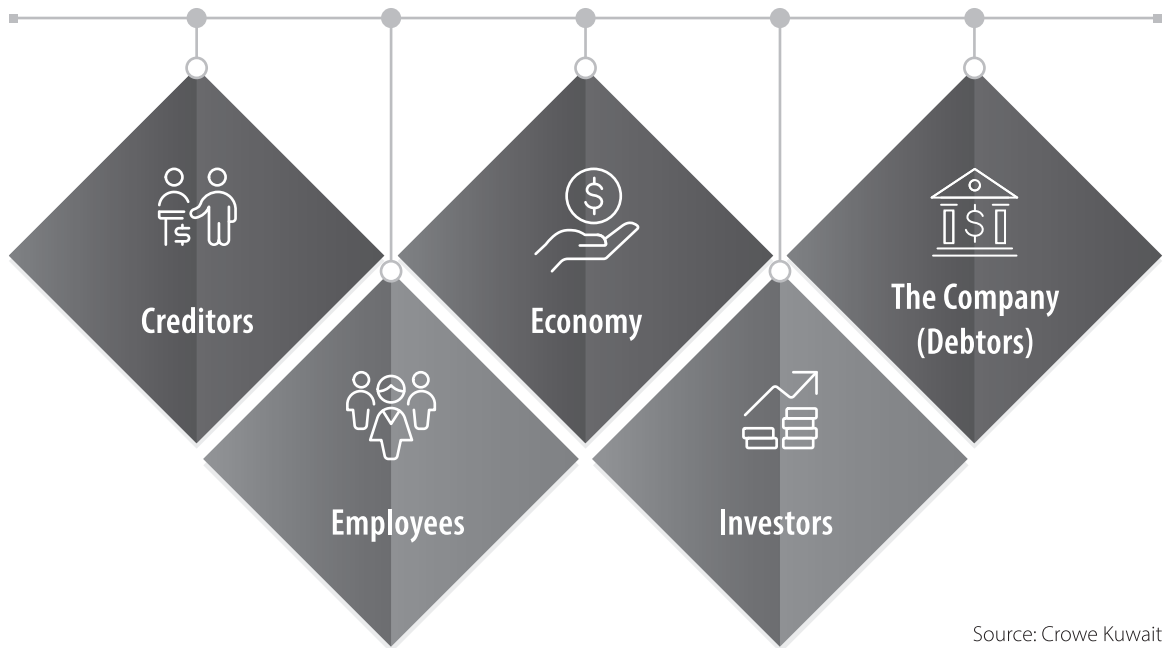 Creditors
Employees
Economy
Investors
The Company
(Debtors)
Source: Crowe Kuwait